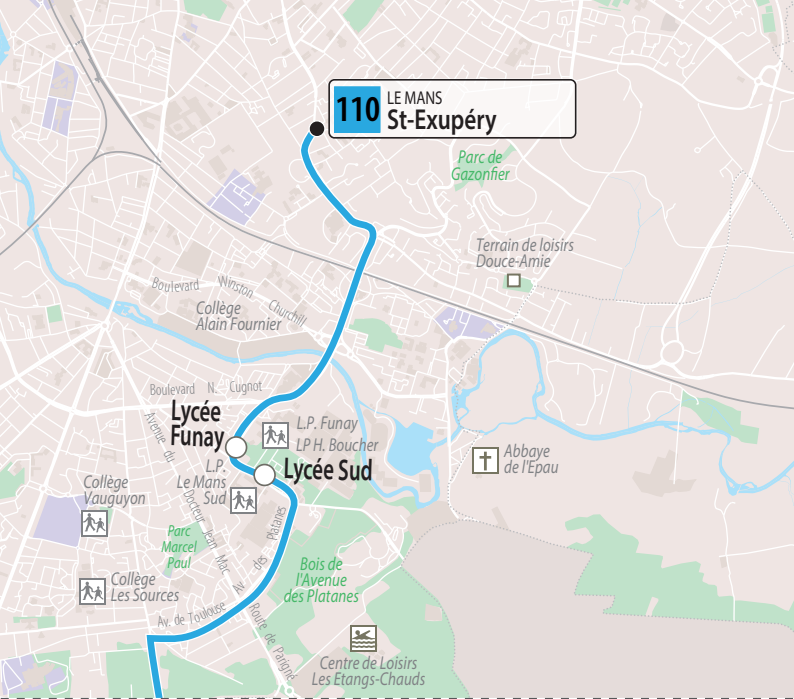 110
LE MANS
St-Exupéry
Parc de
Gazonfier
Terrain de loisirs
Douce-Amie
Boulevard Winston Churchill
Collège
Alain Fournier
Boulevard N. Cugnot
Lycée
Funay
L.P. Funay
LP H. Boucher
Avenue du Docteur Jean Mac
L.P.
Le Mans
Sud
Lycée Sud
Abbaye
de l'Epau
Collège
Vauguyon
Parc
Marcel
Paul
Av. des Platanes
Bois de
l'Avenue
des Platanes
Collège
Les Sources
Av. de Toulouse
Route de Parigné
Centre de Loisirs
Les Etangs-Chauds